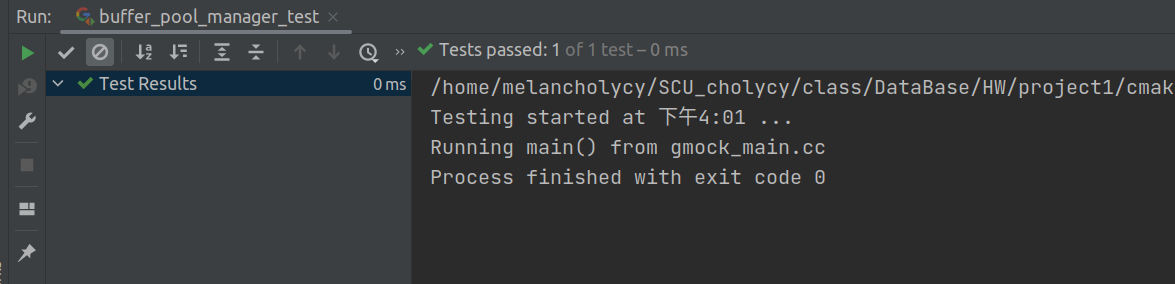 Run: buffer_pool_manager_test
Tests passed: 1 of 1 test – 0 ms
Test Results 0 ms
/home/melancholycy/SCU_cholycy/class/DataBase/HW/project1/cmak
Testing started at 下午4:01 ...
Running main() from gmock_main.cc
Process finished with exit code 0